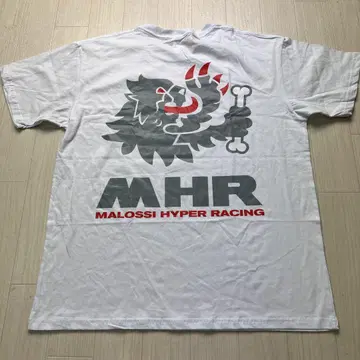 MHR
MALOSSI HYPER RACING